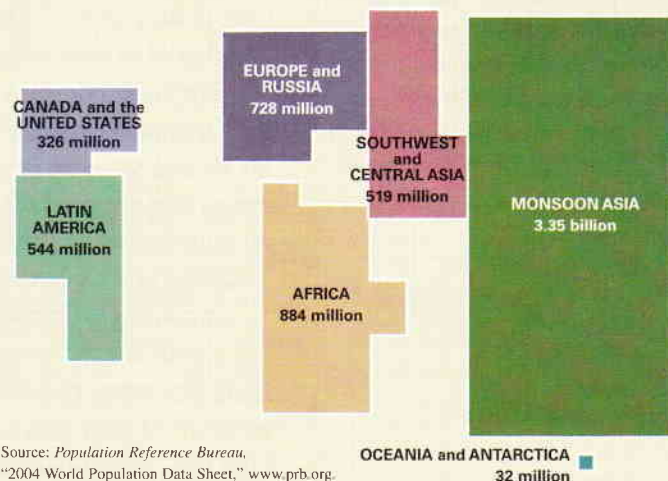 CANADA and the
UNITED STATES
326 million
LATIN
AMERICA
544 million
EUROPE and
RUSSIA
728 million
SOUTHWEST
and
CENTRAL ASIA
519 million
AFRICA
884 million
MONSOON ASIA
3.35 billion
OCEANIA and ANTARCTICA
32 million
Source: Population Reference Bureau,
“2004 World Population Data Sheet,” www.prb.org.